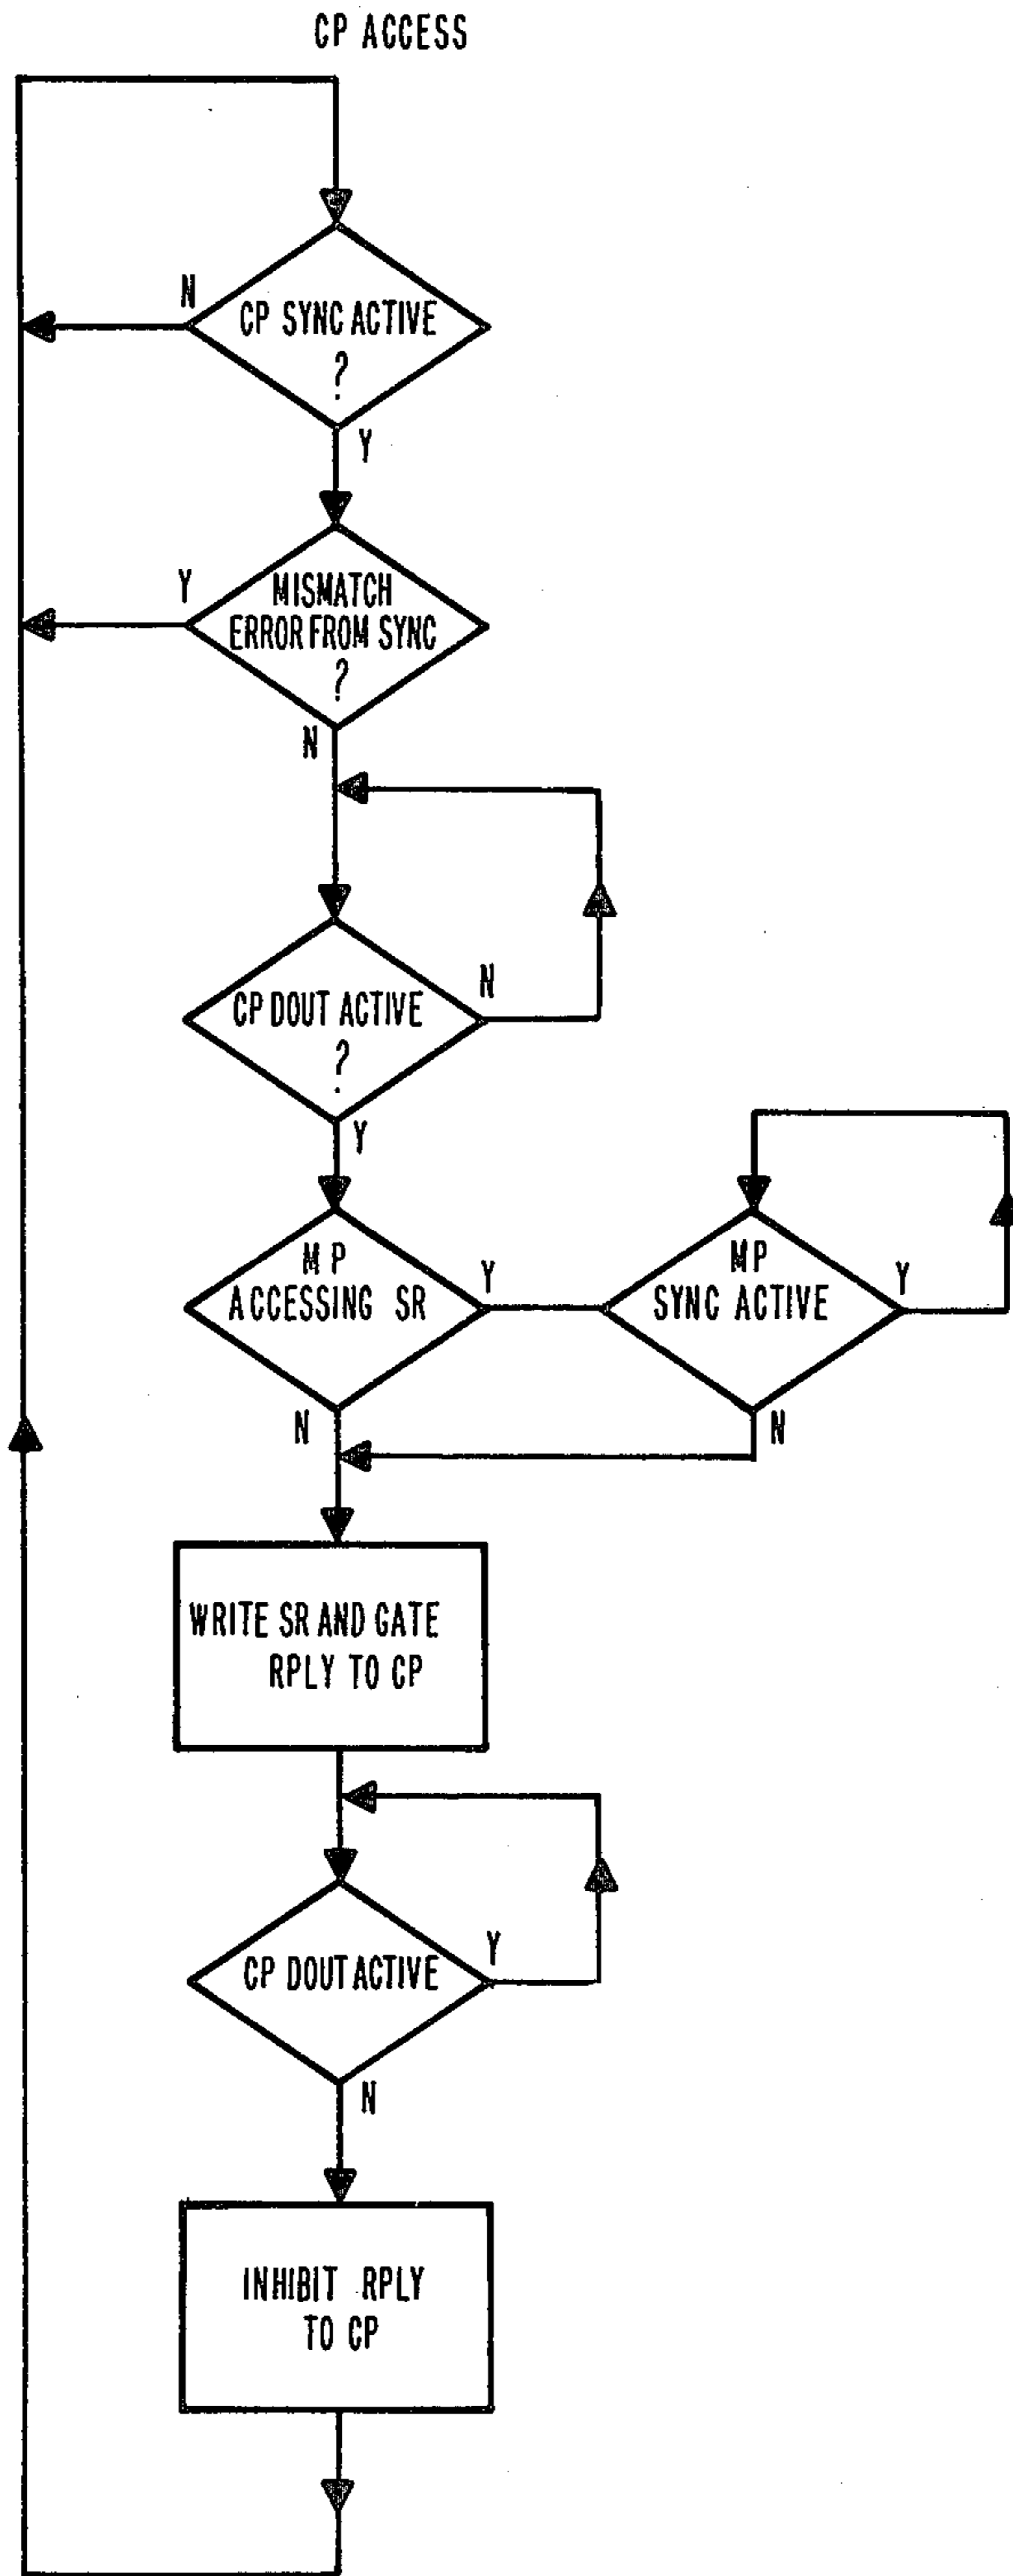 CP ACCESS
N
CP SYNC ACTIVE
?
Y
Y
MISMATCH
ERROR FROM SYNC
?
N
CP DOUT ACTIVE
?
N
Y
MP
ACCESSING SR
Y
N
MP
SYNC ACTIVE
Y
N
WRITE SR AND GATE
RPLY TO CP
CP DOUT ACTIVE
Y
N
INHIBIT RPLY
TO CP